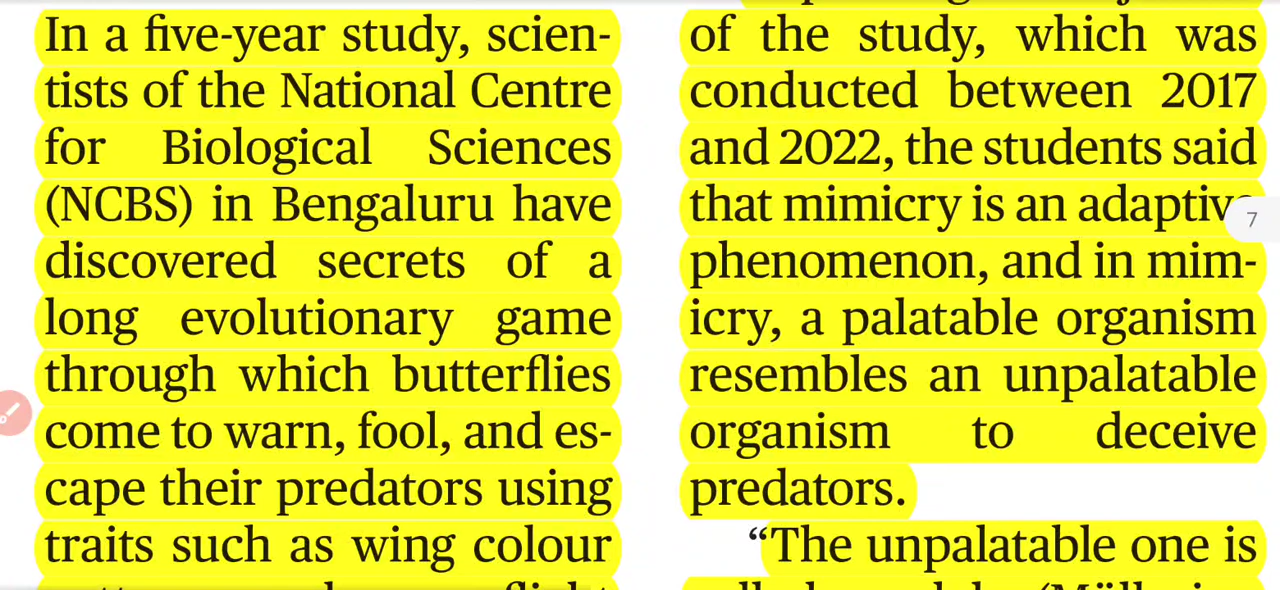 In a five-year study, scien-
tists of the National Centre
for Biological Sciences
(NCBS) in Bengaluru have
discovered secrets of a
long evolutionary game
through which butterflies
come to warn, fool, and es-
cape their predators using
traits such as wing colour
of the study, which was
conducted between 2017
and 2022, the students said
that mimicry is an adaptive
phenomenon, and in mim-
icry, a palatable organism
resembles an unpalatable
organism to deceive
predators.
“The unpalatable one is
7